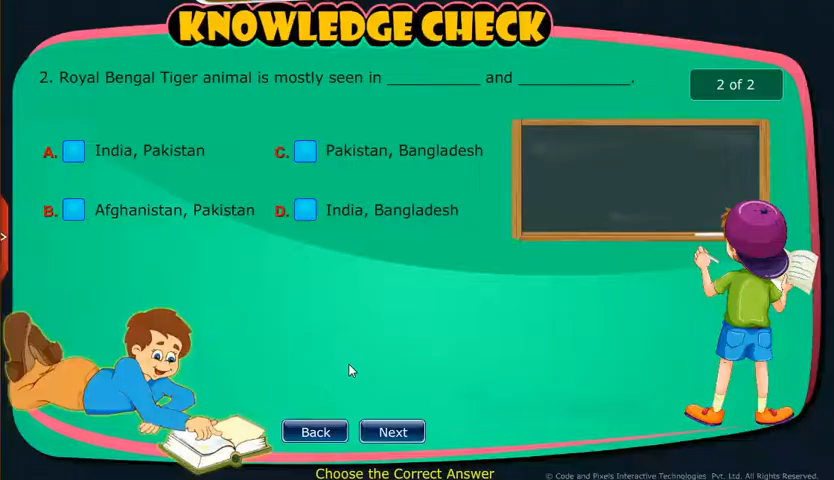 KNOWLEDGE CHECK
2. Royal Bengal Tiger animal is mostly seen in ___________ and ____________.
2 of 2
A. India, Pakistan
C. Pakistan, Bangladesh
B. Afghanistan, Pakistan
D. India, Bangladesh
Back
Next
Choose the Correct Answer
© Code and Pixels Interactive Technologies Pvt. Ltd. All Rights Reserved.